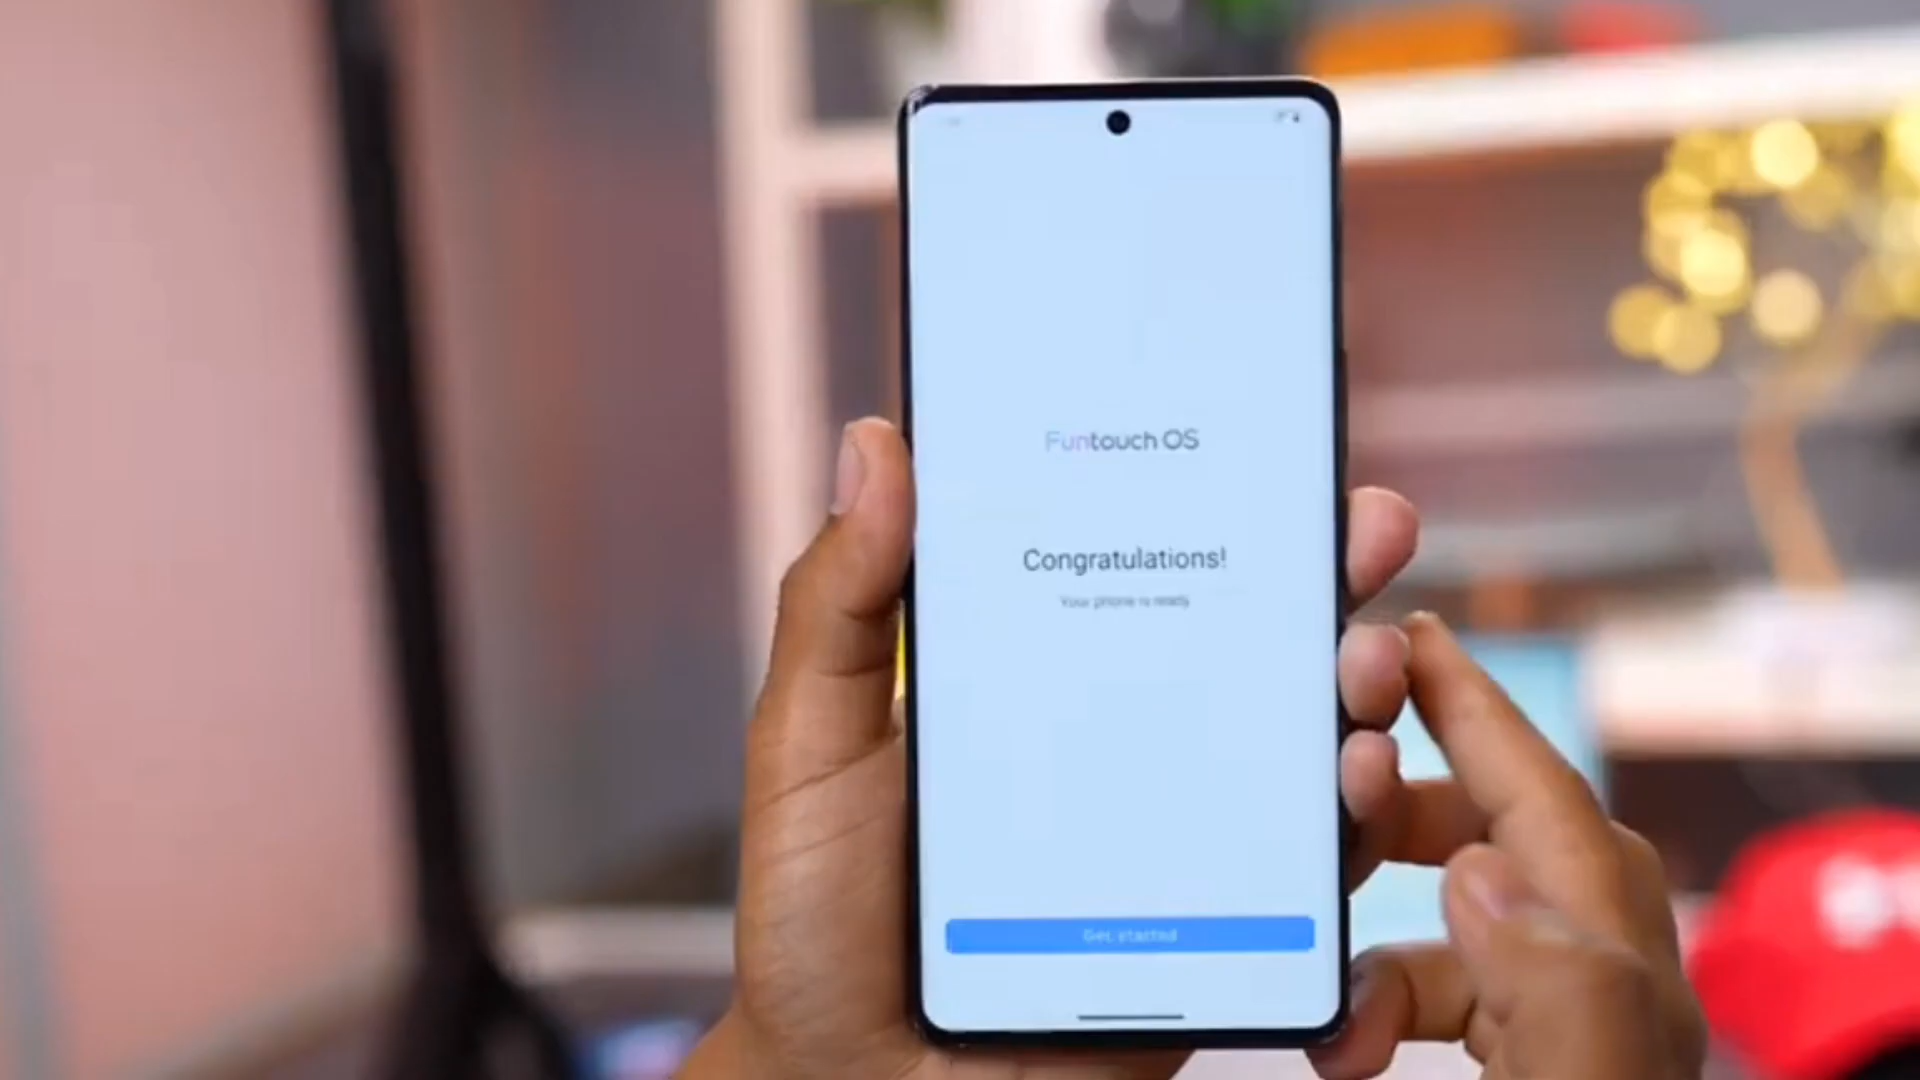 Funtouch OS
Congratulations!
Your phone is ready
Get started